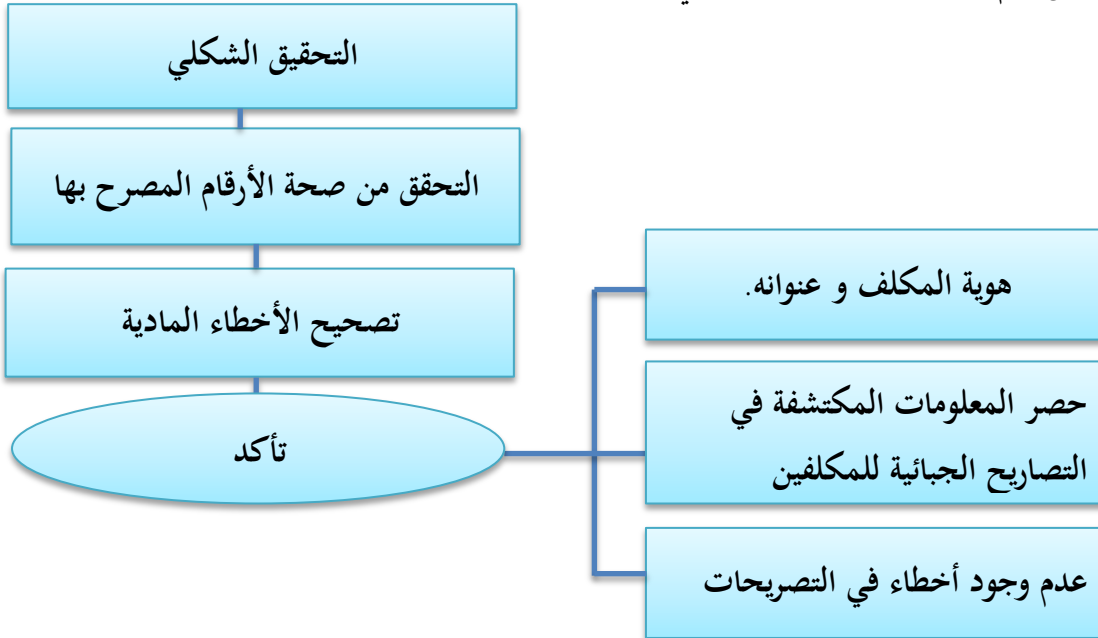 التحقيق الشكلي
التحقق من صحة الأرقام المصرح بها
تصحيح الأخطاء المادية
تأكد
هوية المكلف و عنوانه.
حصر المعلومات المكتشفة في
التصاريح الجبائية للمكلفين
عدم وجود أخطاء في التصريحات